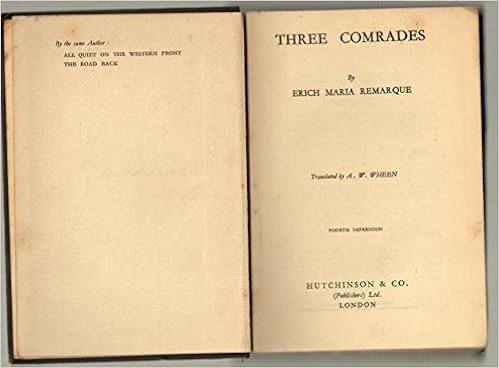 By the same Author:
ALL QUIET ON THE WESTERN FRONT
THE ROAD BACK
THREE COMRADES
By
ERICH MARIA REMARQUE
Translated by A. W. WHEEN
FOURTH IMPRESSION
HUTCHINSON & CO.
(Publishers) Ltd.
LONDON